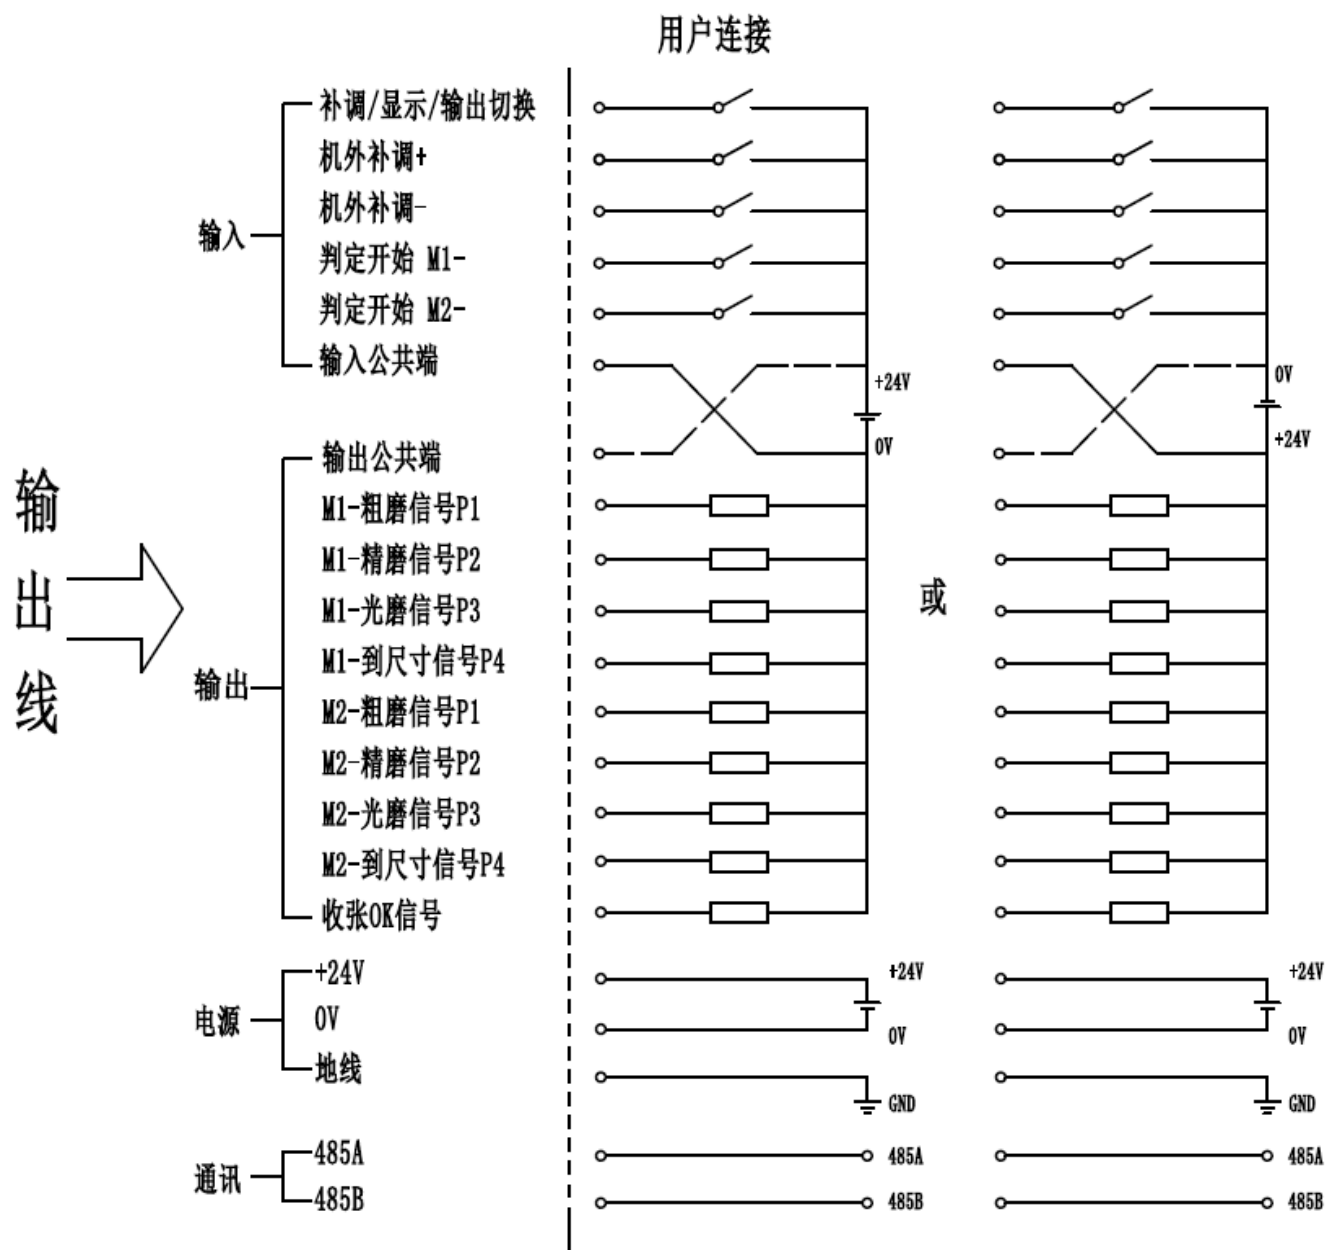 用户连接
补调/显示/输出切换
机外补调+
机外补调-
输入
判定开始 M1-
判定开始 M2-
输入公共端
+24V
0V
0V
+24V
输出线
输出公共端
M1-粗磨信号P1
M1-精磨信号P2
M1-光磨信号P3
或
M1-到尺寸信号P4
输出
M2-粗磨信号P1
M2-精磨信号P2
M2-光磨信号P3
M2-到尺寸信号P4
收张OK信号
电源
+24V
0V
地线
+24V
0V
GND
+24V
0V
GND
通讯
485A
485B
485A
485B
485A
485B